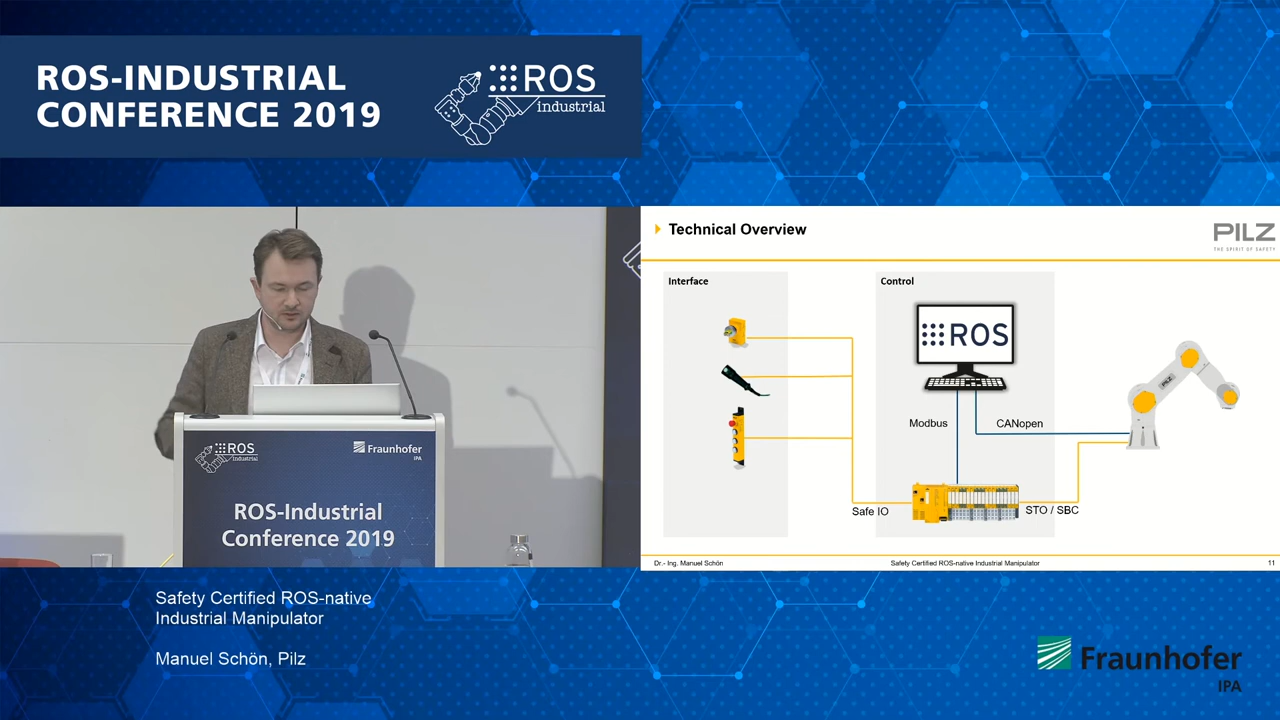 ROS-INDUSTRIAL
CONFERENCE 2019
ROS
industrial
Technical Overview
PILZ
THE SPIRIT OF SAFETY
Interface
Control
ROS
PILZ
Modbus
CANopen
Safe IO
STO / SBC
Dr.- Ing. Manuel Schön
Safety Certified ROS-native Industrial Manipulator
11
ROS
industrial
Fraunhofer
IPA
ROS-Industrial
Conference 2019
Safety Certified ROS-native
Industrial Manipulator
Manuel Schön, Pilz
Fraunhofer
IPA